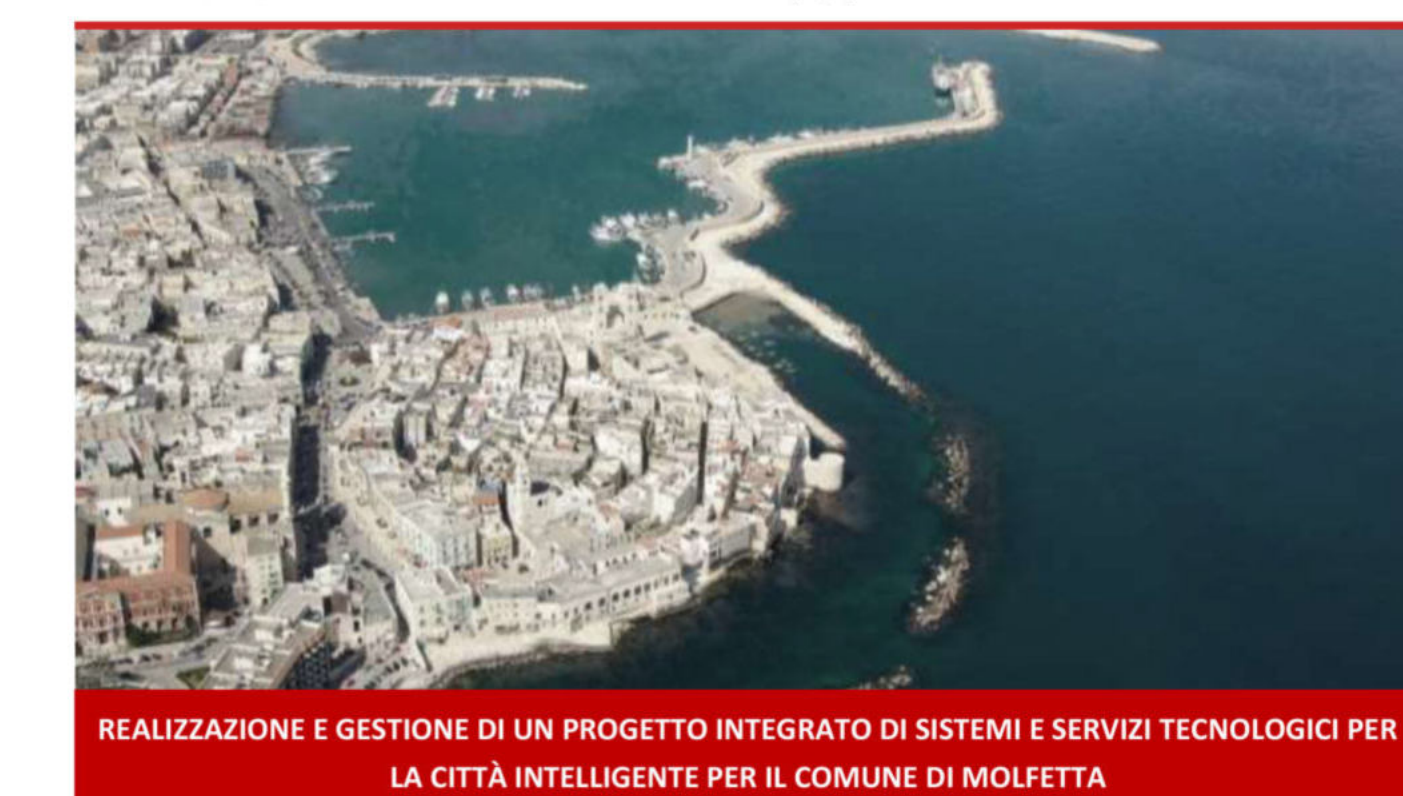 REALIZZAZIONE E GESTIONE DI UN PROGETTO INTEGRATO DI SISTEMI E SERVIZI TECNOLOGICI PER
LA CITTÀ INTELLIGENTE PER IL COMUNE DI MOLFETTA